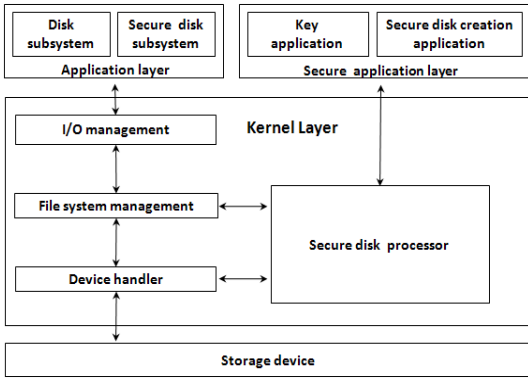 Disk
subsystem
Secure disk
subsystem
Application layer
Key
application
Secure disk creation
application
Secure application layer
I/O management
Kernel Layer
File system management
Secure disk processor
Device handler
Storage device